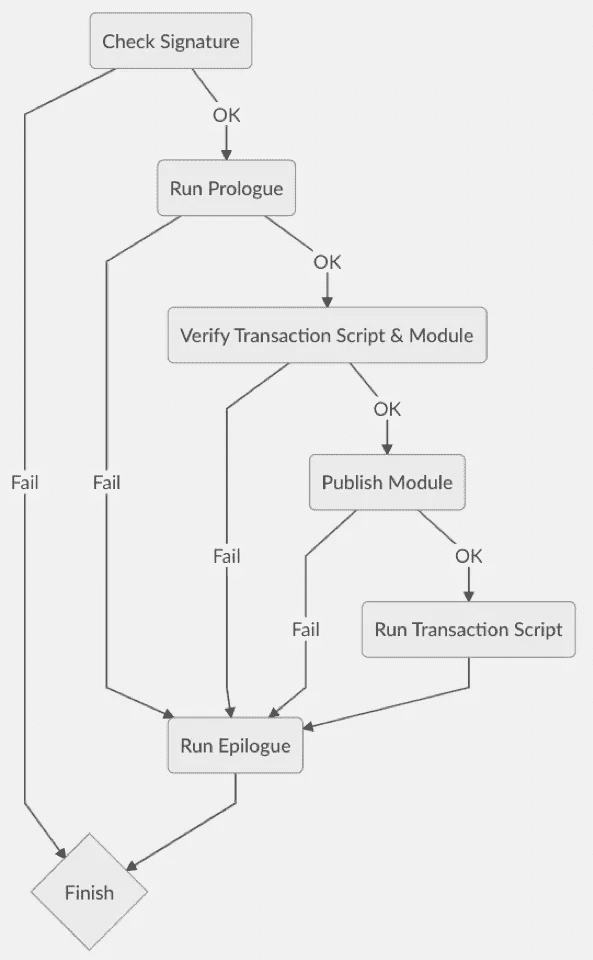 Check Signature
OK
Run Prologue
OK
Verify Transaction Script & Module
OK
Fail
Fail
Publish Module
Fail
OK
Fail
Run Transaction Script
Run Epilogue
Finish